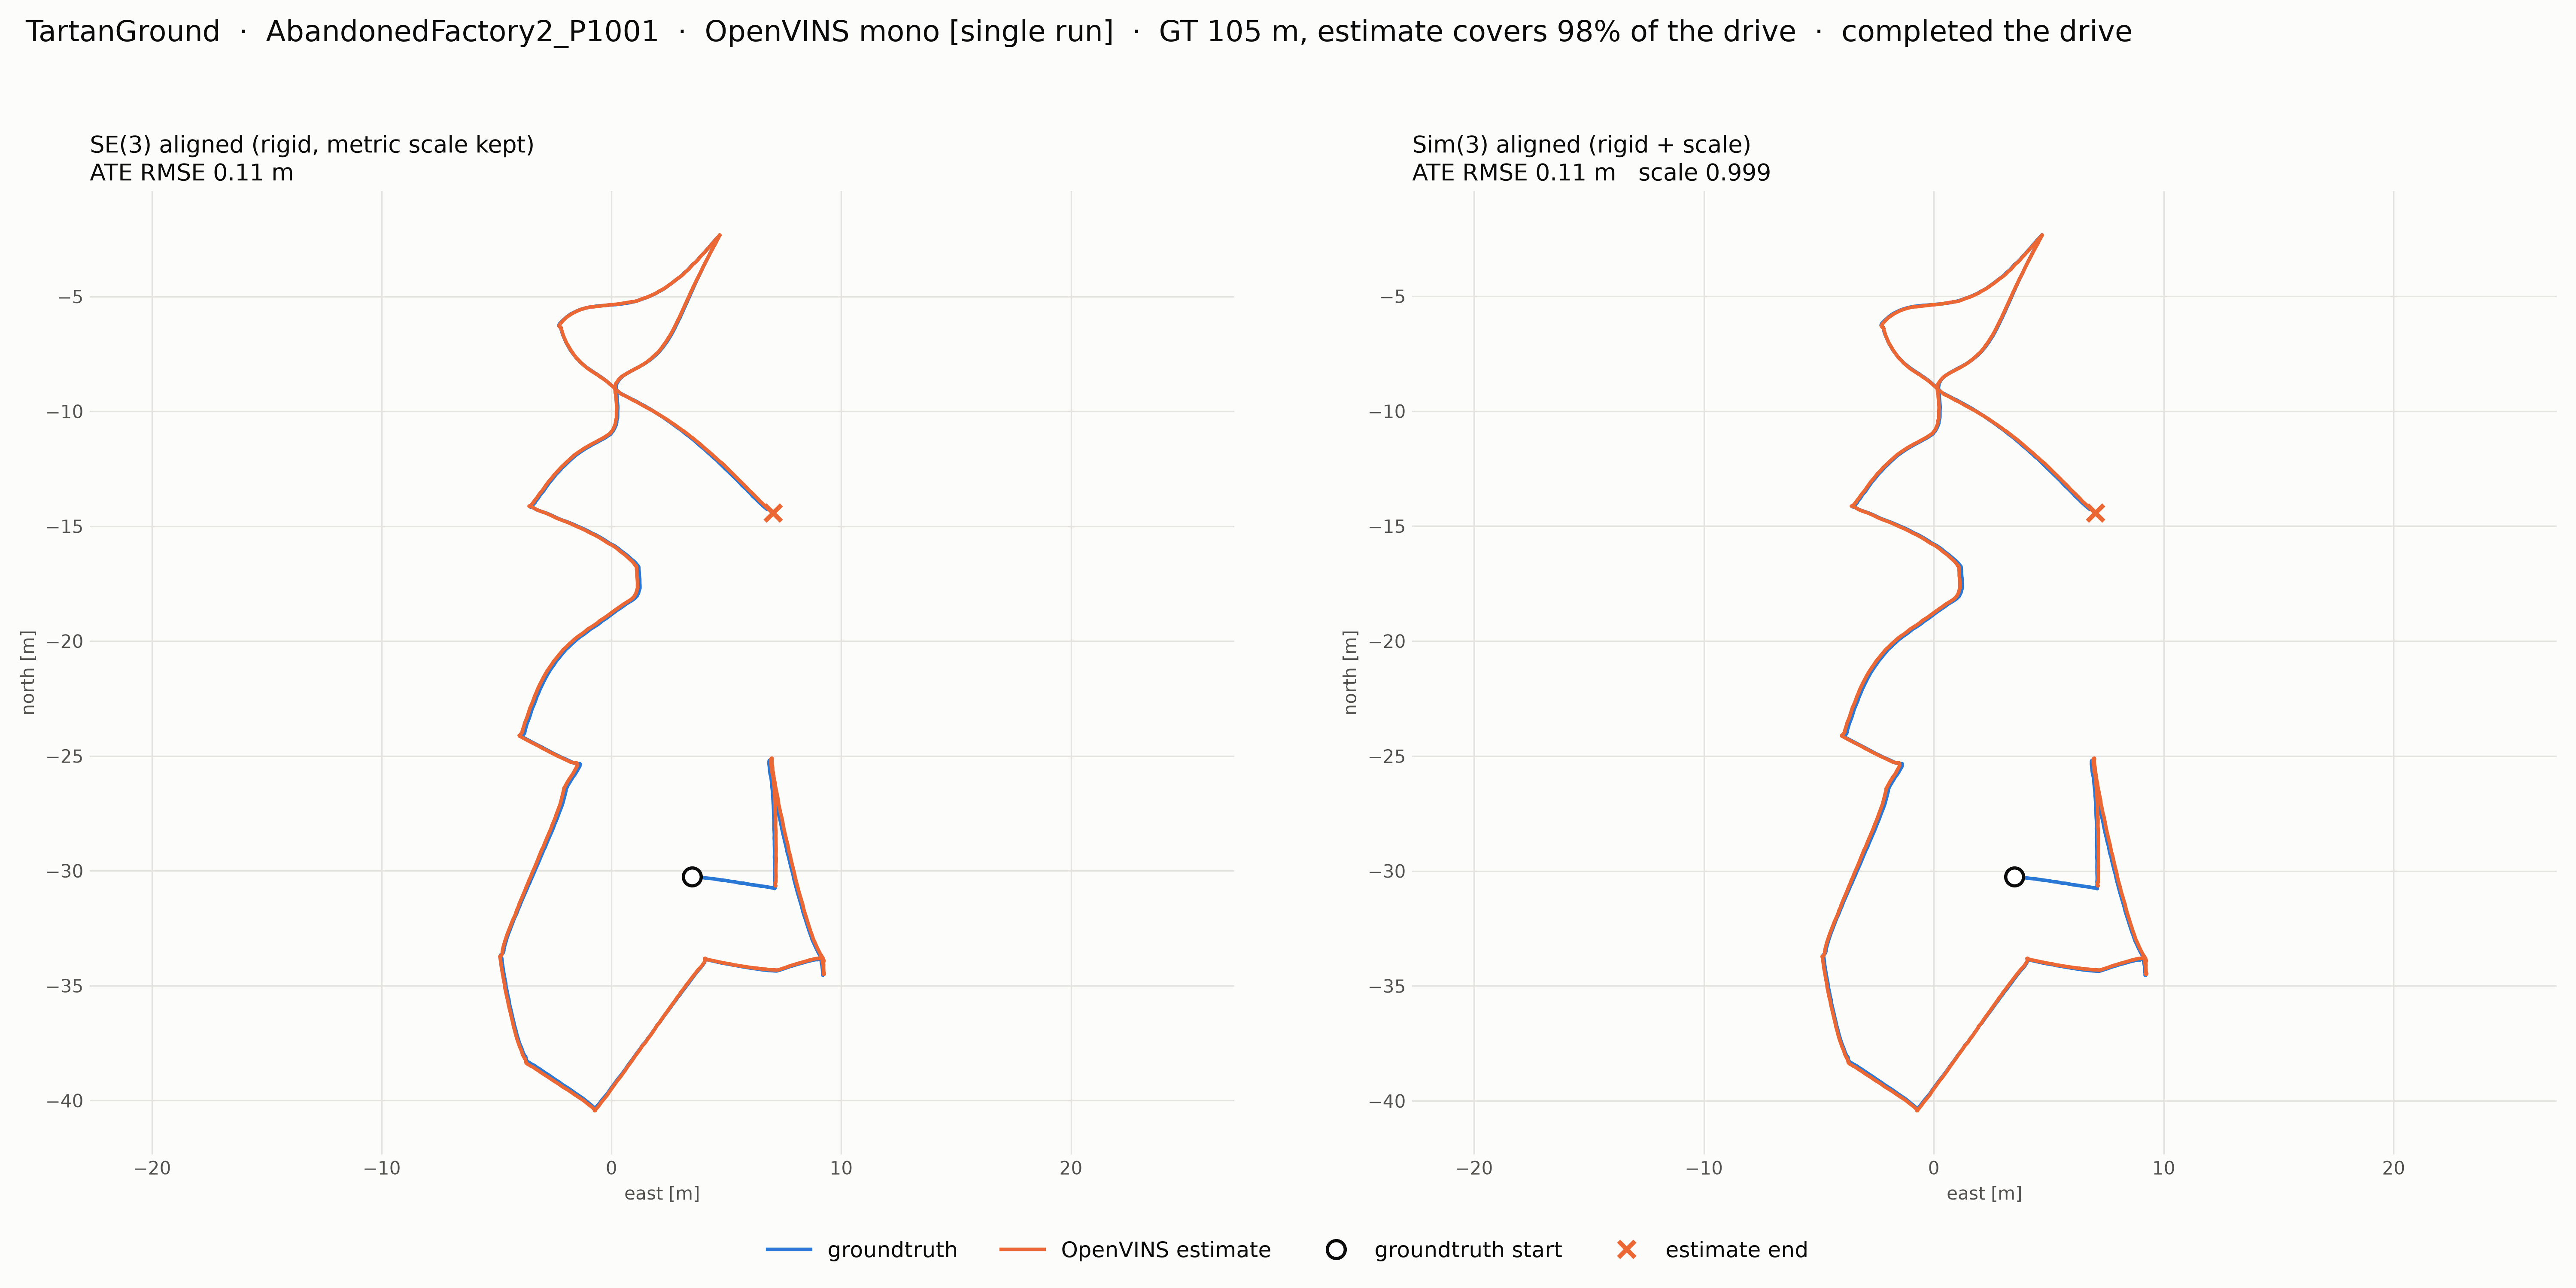 TartanGround · AbandonedFactory2_P1001 · OpenVINS mono [single run] · GT 105 m, estimate covers 98% of the drive · completed the drive
SE(3) aligned (rigid, metric scale kept)
ATE RMSE 0.11 m
−5
−10
−15
−20
−25
−30
−35
−40
north [m]
−20 −10 0 10 20
east [m]
Sim(3) aligned (rigid + scale)
ATE RMSE 0.11 m scale 0.999
−5
−10
−15
−20
−25
−30
−35
−40
north [m]
−20 −10 0 10 20
east [m]
groundtruth OpenVINS estimate groundtruth start estimate end